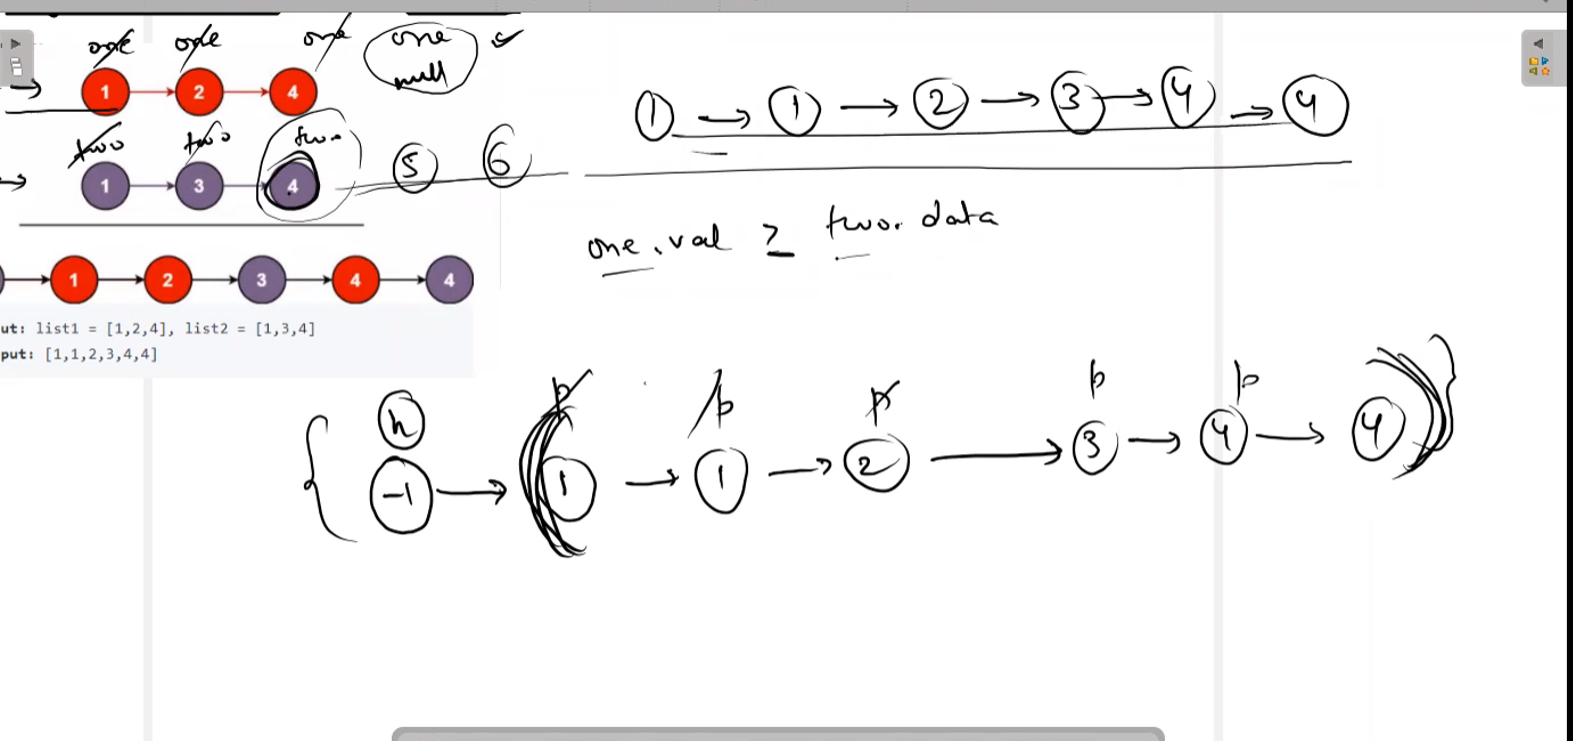 one one one one
null
1 2 4
1 → 1 → 2 → 3 → 4 → 4
two two two
1 3 4 5 6
one.val ≥ two.data
1 2 3 4 4
ut: list1 = [1,2,4], list2 = [1,3,4]
put: [1,1,2,3,4,4]
h p p p p p
-1 → 1 → 1 → 2 → 3 → 4 → 4